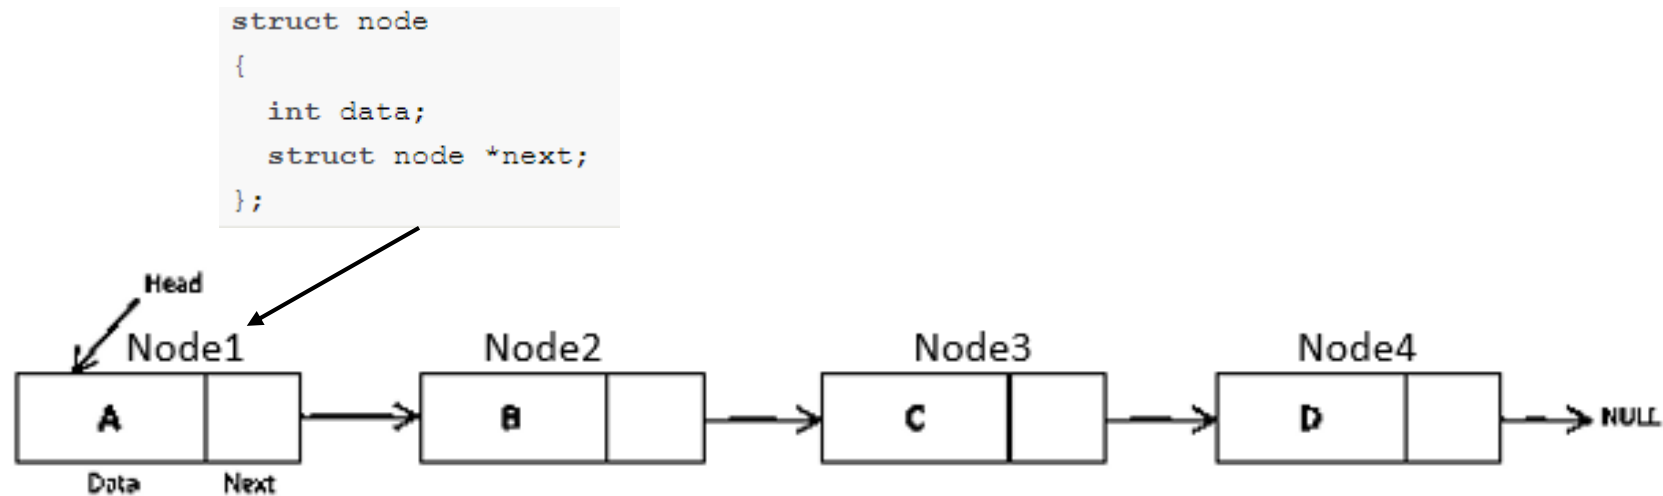 struct node
{
int data;
struct node *next;
};
Head
Node1 Node2 Node3 Node4
A B C D NULL
Data Next